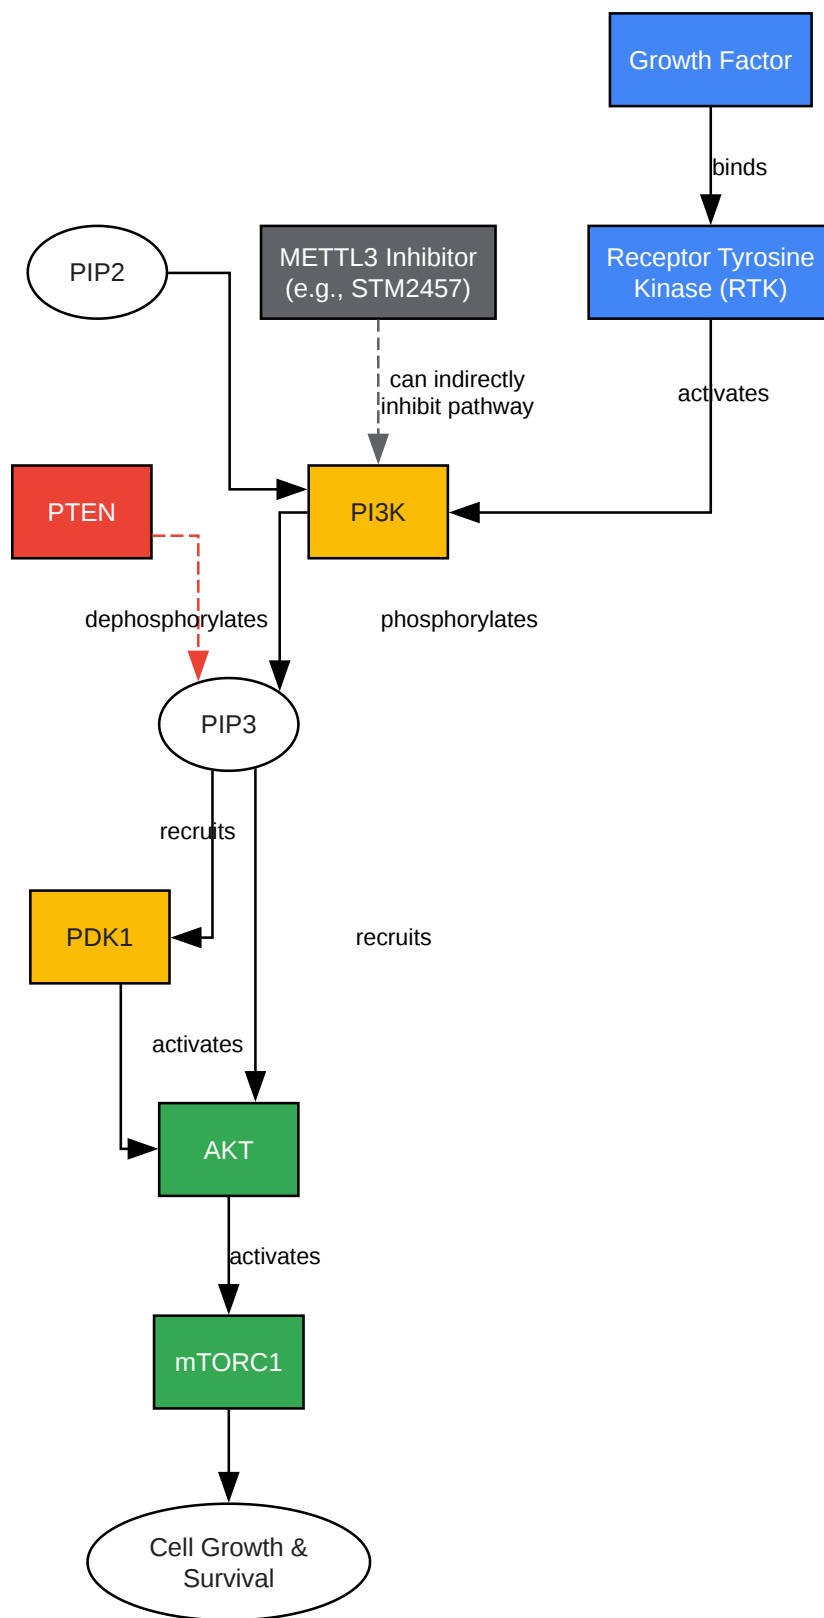 Growth Factor
binds
PIP2
METTL3 Inhibitor
(e.g., STM2457)
Receptor Tyrosine
Kinase (RTK)
can indirectly
inhibit pathway
activates
PTEN
PI3K
dephosphorylates
phosphorylates
PIP3
recruits
PDK1
recruits
activates
AKT
activates
mTORC1
Cell Growth &
Survival